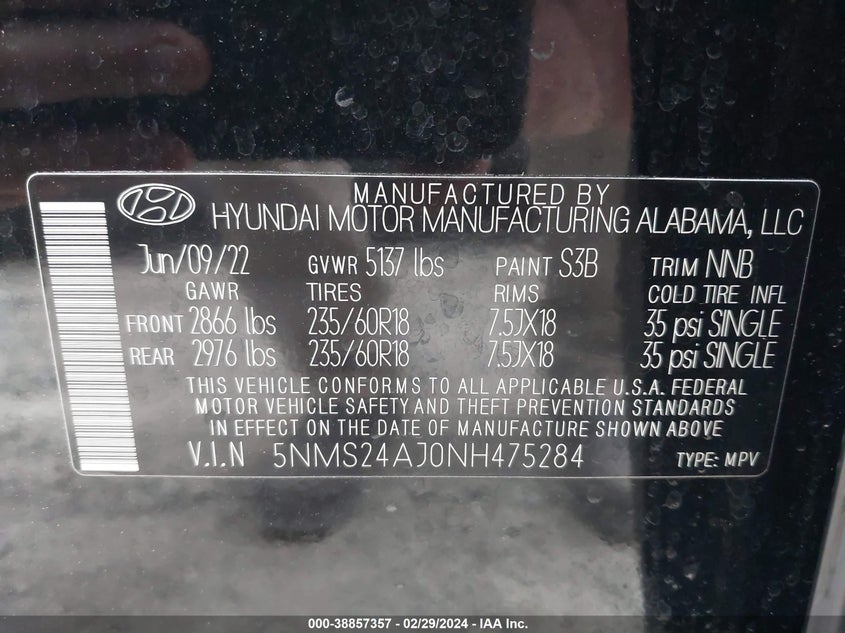 MANUFACTURED BY
HYUNDAI MOTOR MANUFACTURING ALABAMA, LLC
Jun/09/22 GVWR 5137 lbs PAINT S3B TRIM NNB
GAWR TIRES RIMS COLD TIRE INFL
FRONT 2866 lbs 235/60R18 7.5JX18 35 psi SINGLE
REAR 2976 lbs 235/60R18 7.5JX18 35 psi SINGLE
THIS VEHICLE CONFORMS TO ALL APPLICABLE U.S.A. FEDERAL
MOTOR VEHICLE SAFETY AND THEFT PREVENTION STANDARDS
IN EFFECT ON THE DATE OF MANUFACTURE SHOWN ABOVE
V.I.N 5NMS24AJ0NH475284 TYPE: MPV
000-38857357 - 02/29/2024 - IAA Inc.